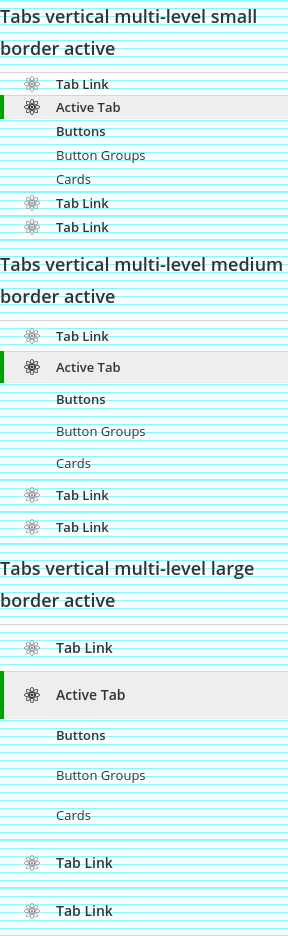 Tabs vertical multi-level small
border active
Tab Link
Active Tab
Buttons
Button Groups
Cards
Tab Link
Tab Link
Tabs vertical multi-level medium
border active
Tab Link
Active Tab
Buttons
Button Groups
Cards
Tab Link
Tab Link
Tabs vertical multi-level large
border active
Tab Link
Active Tab
Buttons
Button Groups
Cards
Tab Link
Tab Link